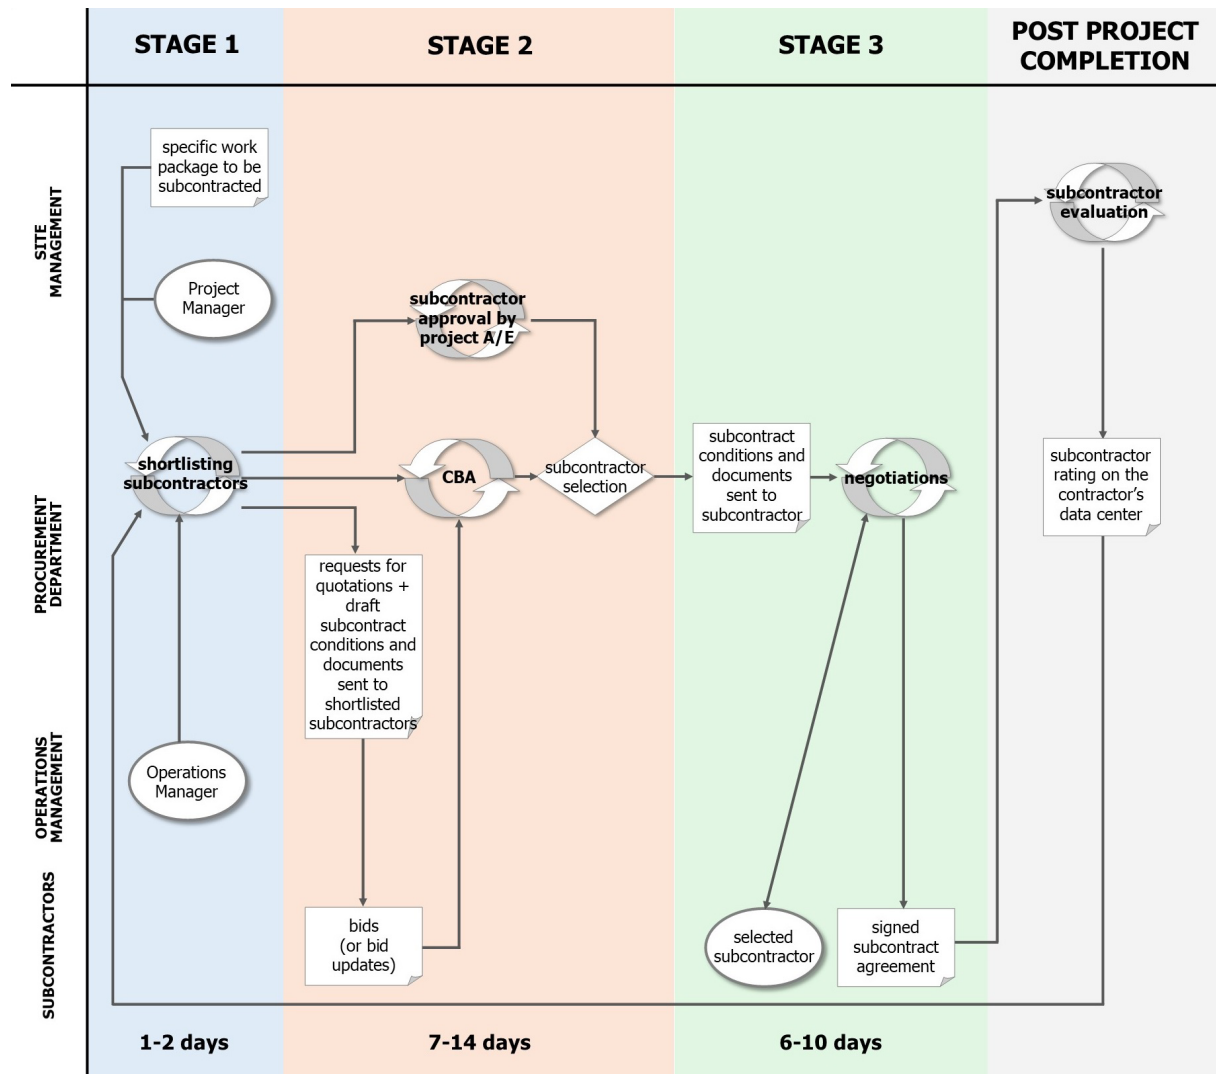 STAGE 1
STAGE 2
STAGE 3
POST PROJECT
COMPLETION
SITE
MANAGEMENT
specific work
package to be
subcontracted
Project
Manager
subcontractor
approval by
project A/E
subcontractor
evaluation
PROCUREMENT
DEPARTMENT
shortlisting
subcontractors
CBA
subcontractor
selection
subcontract
conditions and
documents
sent to
subcontractor
negotiations
subcontractor
rating on the
contractor's
data center
requests for
quotations +
draft
subcontract
conditions and
documents
sent to
shortlisted
subcontractors
OPERATIONS
MANAGEMENT
Operations
Manager
SUBCONTRACTORS
bids
(or bid
updates)
selected
subcontractor
signed
subcontract
agreement
1-2 days
7-14 days
6-10 days